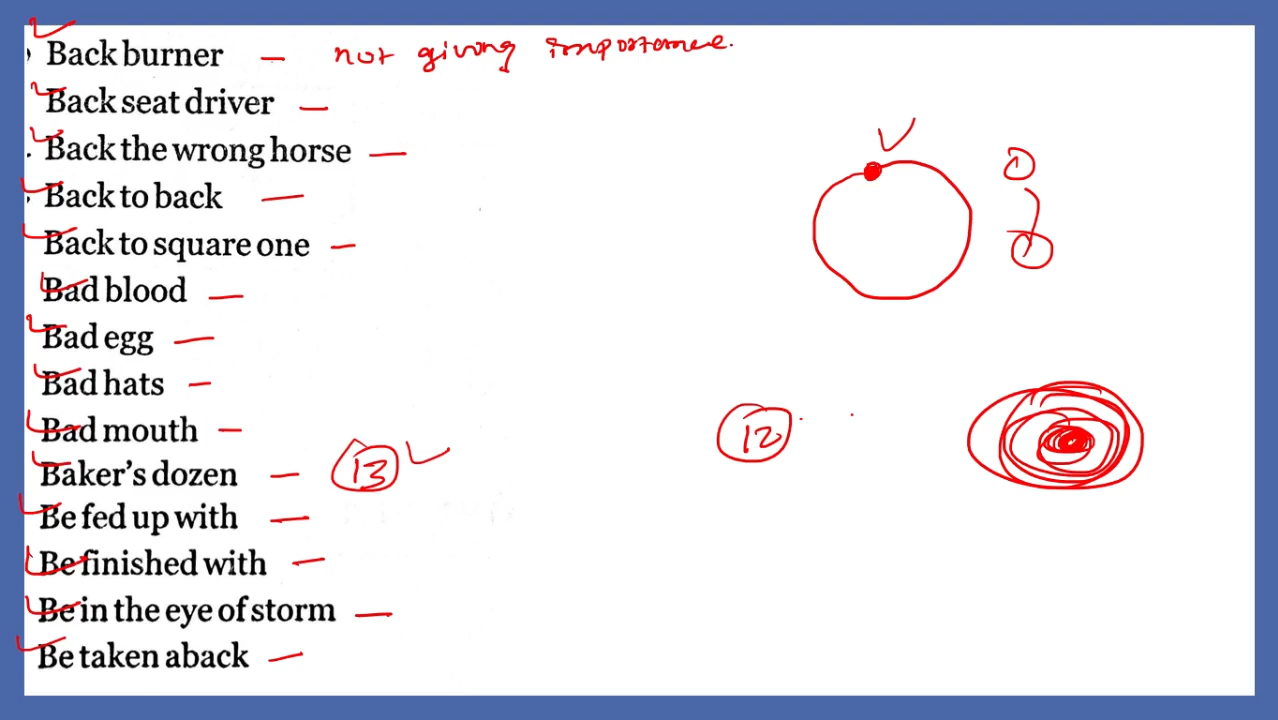 Back burner — not giving importance.
Back seat driver —
Back the wrong horse —
Back to back —
Back to square one —
Bad blood —
Bad egg —
Bad hats —
Bad mouth —
Baker's dozen — 13
12
Be fed up with —
Be finished with —
Be in the eye of storm —
Be taken aback —